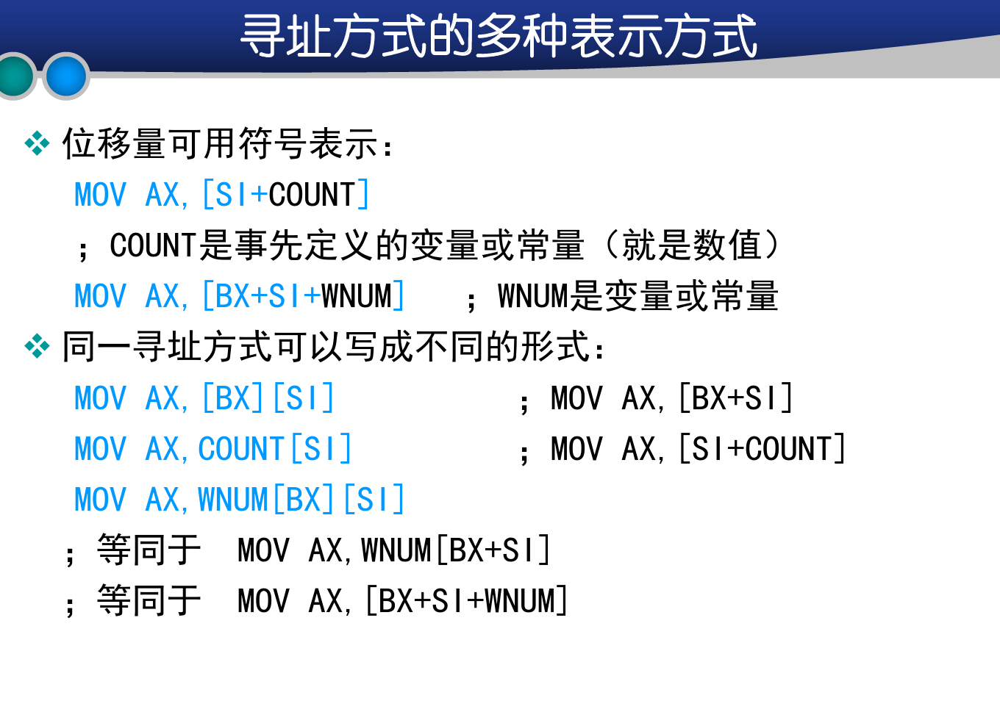 寻址方式的多种表示方式
位移量可用符号表示：
MOV AX,[SI+COUNT]
；COUNT是事先定义的变量或常量（就是数值）
MOV AX,[BX+SI+WNUM] ；WNUM是变量或常量
同一寻址方式可以写成不同的形式：
MOV AX,[BX][SI] ；MOV AX,[BX+SI]
MOV AX,COUNT[SI] ；MOV AX,[SI+COUNT]
MOV AX,WNUM[BX][SI]
；等同于 MOV AX,WNUM[BX+SI]
；等同于 MOV AX,[BX+SI+WNUM]